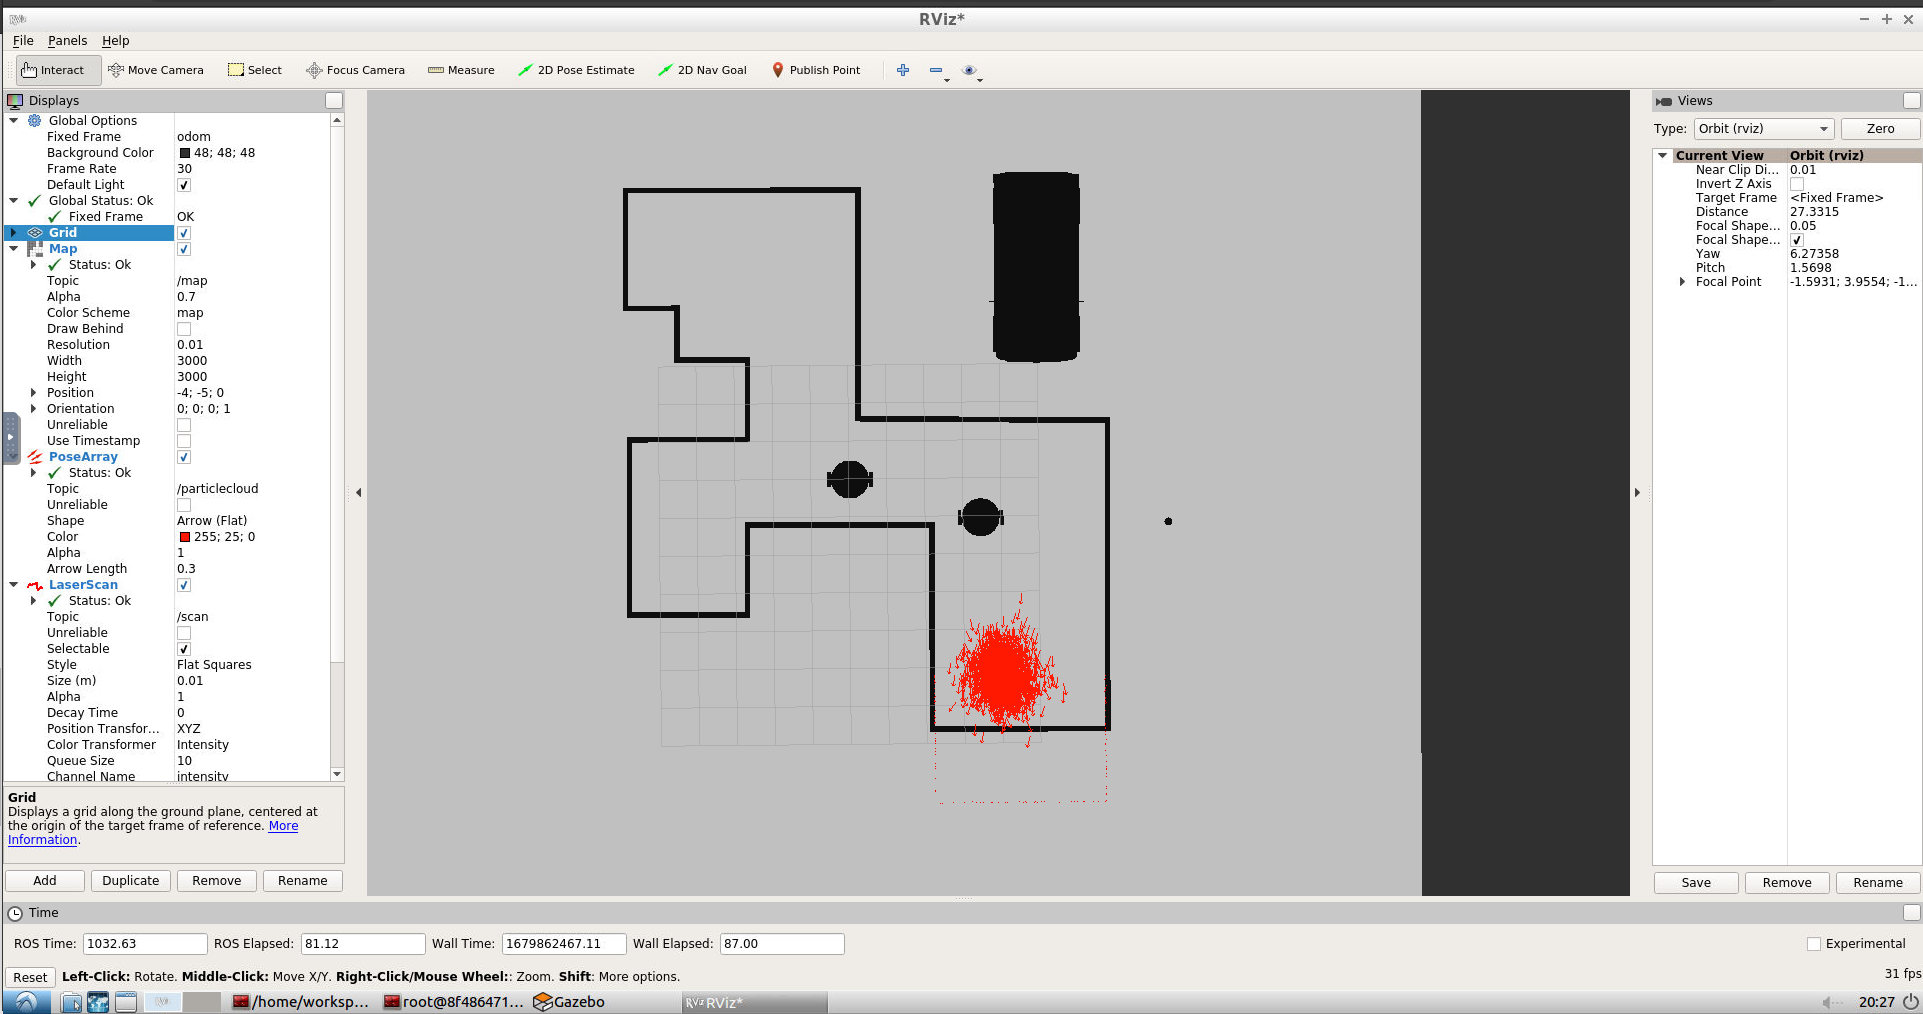 RViz*
File Panels Help
Interact Move Camera Select Focus Camera Measure 2D Pose Estimate 2D Nav Goal Publish Point
Displays
Global Options
Fixed Frame odom
Background Color 48; 48; 48
Frame Rate 30
Default Light
Global Status: Ok
Fixed Frame OK
Grid
Map
Status: Ok
Topic /map
Alpha 0.7
Color Scheme map
Draw Behind
Resolution 0.01
Width 3000
Height 3000
Position -4; -5; 0
Orientation 0; 0; 0; 1
Unreliable
Use Timestamp
PoseArray
Status: Ok
Topic /particlecloud
Unreliable
Shape Arrow (Flat)
Color 255; 25; 0
Alpha 1
Arrow Length 0.3
LaserScan
Status: Ok
Topic /scan
Unreliable
Selectable
Style Flat Squares
Size (m) 0.01
Alpha 1
Decay Time 0
Position Transfor... XYZ
Color Transformer Intensity
Queue Size 10
Channel Name intensity
Grid
Displays a grid along the ground plane, centered at
the origin of the target frame of reference. More
Information.
Add Duplicate Remove Rename
Views
Type: Orbit (rviz) Zero
Current View Orbit (rviz)
Near Clip Di... 0.01
Invert Z Axis
Target Frame <Fixed Frame>
Distance 27.3315
Focal Shape... 0.05
Focal Shape...
Yaw 6.27358
Pitch 1.5698
Focal Point -1.5931; 3.9554; -1...
Save Remove Rename
Time
ROS Time: 1032.63 ROS Elapsed: 81.12 Wall Time: 1679862467.11 Wall Elapsed: 87.00 Experimental
Reset Left-Click: Rotate. Middle-Click: Move X/Y. Right-Click/Mouse Wheel:: Zoom. Shift: More options. 31 fps
/home/worksp... root@8f486471... Gazebo RViz* 20:27